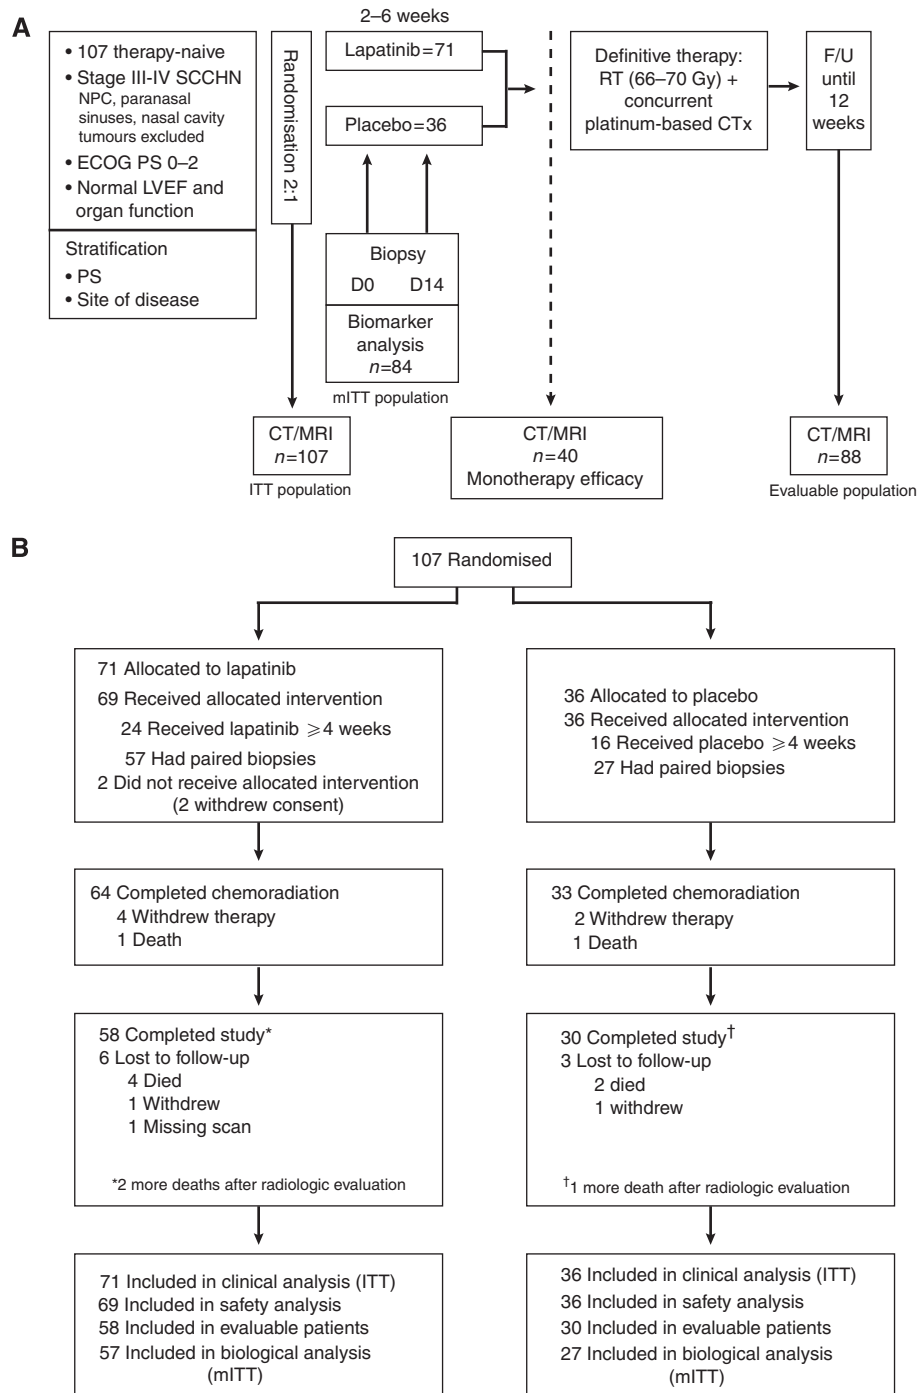 A
• 107 therapy-naive
• Stage III-IV SCCHN
NPC, paranasal
sinuses, nasal cavity
tumours excluded
• ECOG PS 0–2
• Normal LVEF and
organ function
Stratification
• PS
• Site of disease
Randomisation 2:1
2–6 weeks
Lapatinib=71
Placebo=36
Biopsy
D0 D14
Biomarker
analysis
n=84
mITT population
Definitive therapy:
RT (66–70 Gy) +
concurrent
platinum-based CTx
F/U
until
12
weeks
CT/MRI
n=107
ITT population
CT/MRI
n=40
Monotherapy efficacy
CT/MRI
n=88
Evaluable population
B
107 Randomised
71 Allocated to lapatinib
69 Received allocated intervention
24 Received lapatinib ⩾4 weeks
57 Had paired biopsies
2 Did not receive allocated intervention
(2 withdrew consent)
36 Allocated to placebo
36 Received allocated intervention
16 Received placebo ⩾4 weeks
27 Had paired biopsies
64 Completed chemoradiation
4 Withdrew therapy
1 Death
33 Completed chemoradiation
2 Withdrew therapy
1 Death
58 Completed study*
6 Lost to follow-up
4 Died
1 Withdrew
1 Missing scan
*2 more deaths after radiologic evaluation
30 Completed study†
3 Lost to follow-up
2 died
1 withdrew
†1 more death after radiologic evaluation
71 Included in clinical analysis (ITT)
69 Included in safety analysis
58 Included in evaluable patients
57 Included in biological analysis
(mITT)
36 Included in clinical analysis (ITT)
36 Included in safety analysis
30 Included in evaluable patients
27 Included in biological analysis
(mITT)